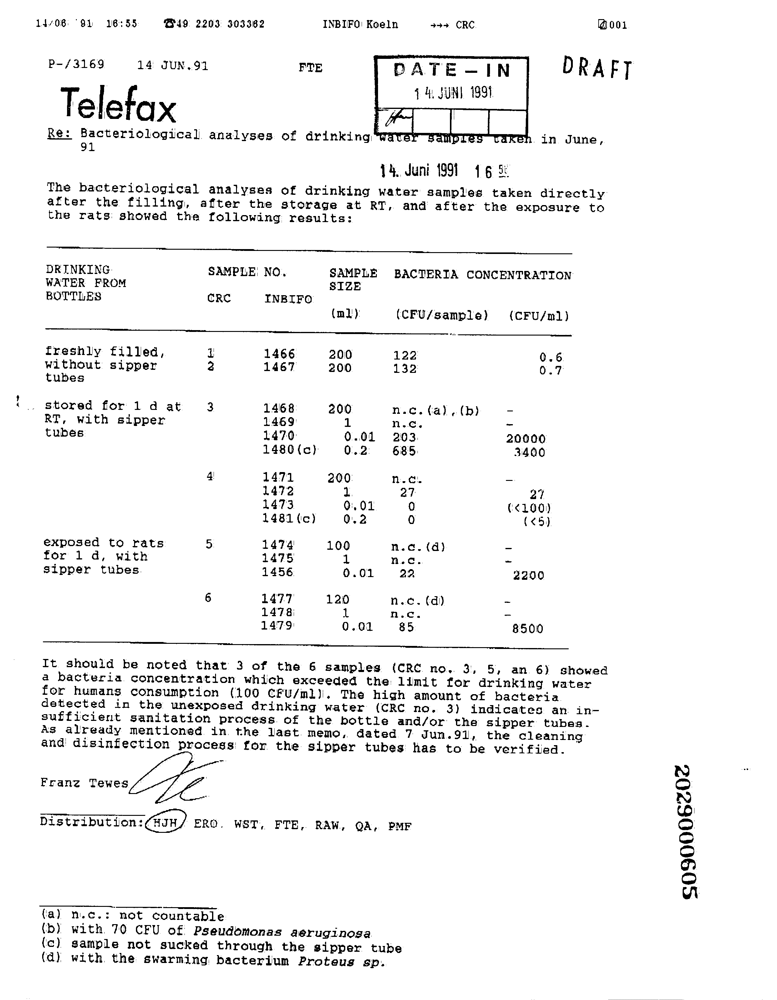 14/06 '91 16:55 ☎49 2203 303362 INBIFO Koeln →→→ CRC 001
P-/3169 14 JUN.91 FTE
DATE-IN
14. JUNI 1991
DRAFT
Telefax
Re: Bacteriological analyses of drinking water samples taken in June,
91
14. Juni 1991 16
The bacteriological analyses of drinking water samples taken directly
after the filling, after the storage at RT, and after the exposure to
the rats showed the following results:
DRINKING SAMPLE NO. SAMPLE BACTERIA CONCENTRATION
WATER FROM SIZE
BOTTLES CRC INBIFO
(ml) (CFU/sample) (CFU/ml)
freshly filled, 1 1466 200 122 0.6
without sipper 2 1467 200 132 0.7
tubes
stored for 1 d at 3 1468 200 n.c.(a),(b) -
RT, with sipper 1469 1 n.c. -
tubes 1470 0.01 203 20000
1480(c) 0.2 685 3400
4 1471 200 n.c. -
1472 1 27 27
1473 0.01 0 (<100)
1481(c) 0.2 0 (<5)
exposed to rats 5 1474 100 n.c.(d) -
for 1 d, with 1475 1 n.c. -
sipper tubes 1456 0.01 22 2200
6 1477 120 n.c.(d) -
1478 1 n.c. -
1479 0.01 85 8500
It should be noted that 3 of the 6 samples (CRC no. 3, 5, an 6) showed
a bacteria concentration which exceeded the limit for drinking water
for humans consumption (100 CFU/ml). The high amount of bacteria
detected in the unexposed drinking water (CRC no. 3) indicates an in-
sufficient sanitation process of the bottle and/or the sipper tubes.
As already mentioned in the last memo, dated 7 Jun.91, the cleaning
and disinfection process for the sipper tubes has to be verified.
Franz Tewes
Distribution: HJH ERO. WST, FTE, RAW, QA, PMF
2029000605
(a) n.c.: not countable
(b) with 70 CFU of Pseudomonas aeruginosa
(c) sample not sucked through the sipper tube
(d) with the swarming bacterium Proteus sp.